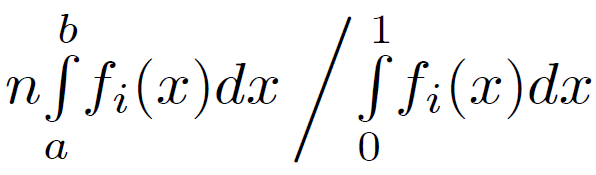 n∫_a^b f_i(x)dx / ∫_0^1 f_i(x)dx